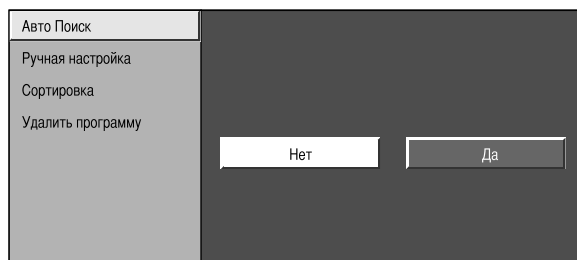 Авто Поиск
Ручная настройка
Сортировка
Удалить программу
Нет
Да